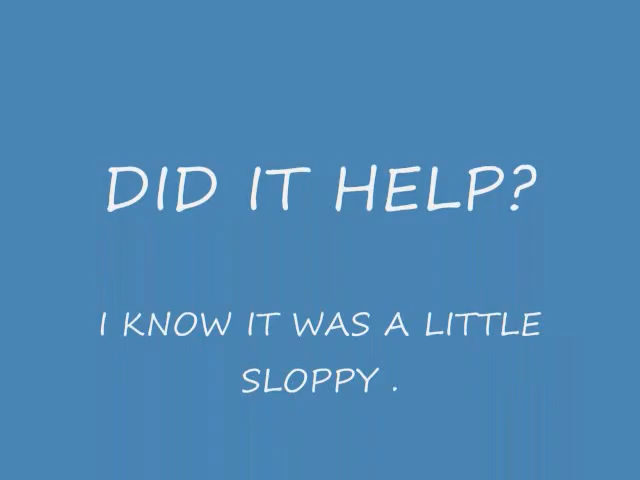 DID IT HELP?
I KNOW IT WAS A LITTLE
SLOPPY .